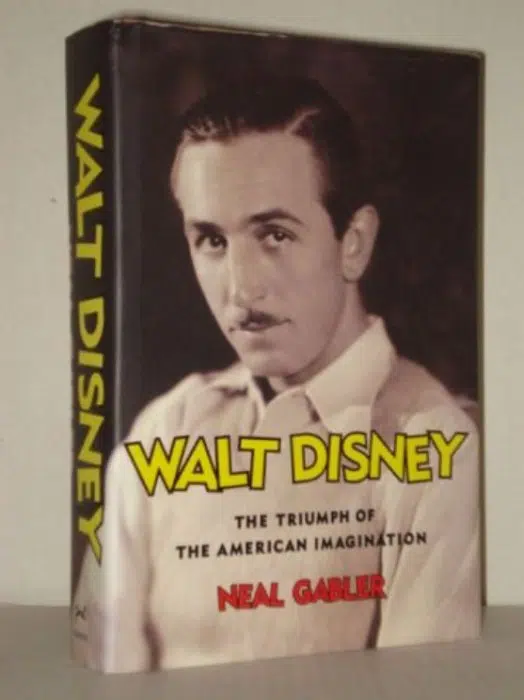 WALT DISNEY
WALT DISNEY
THE TRIUMPH OF
THE AMERICAN IMAGINATION
NEAL GABLER